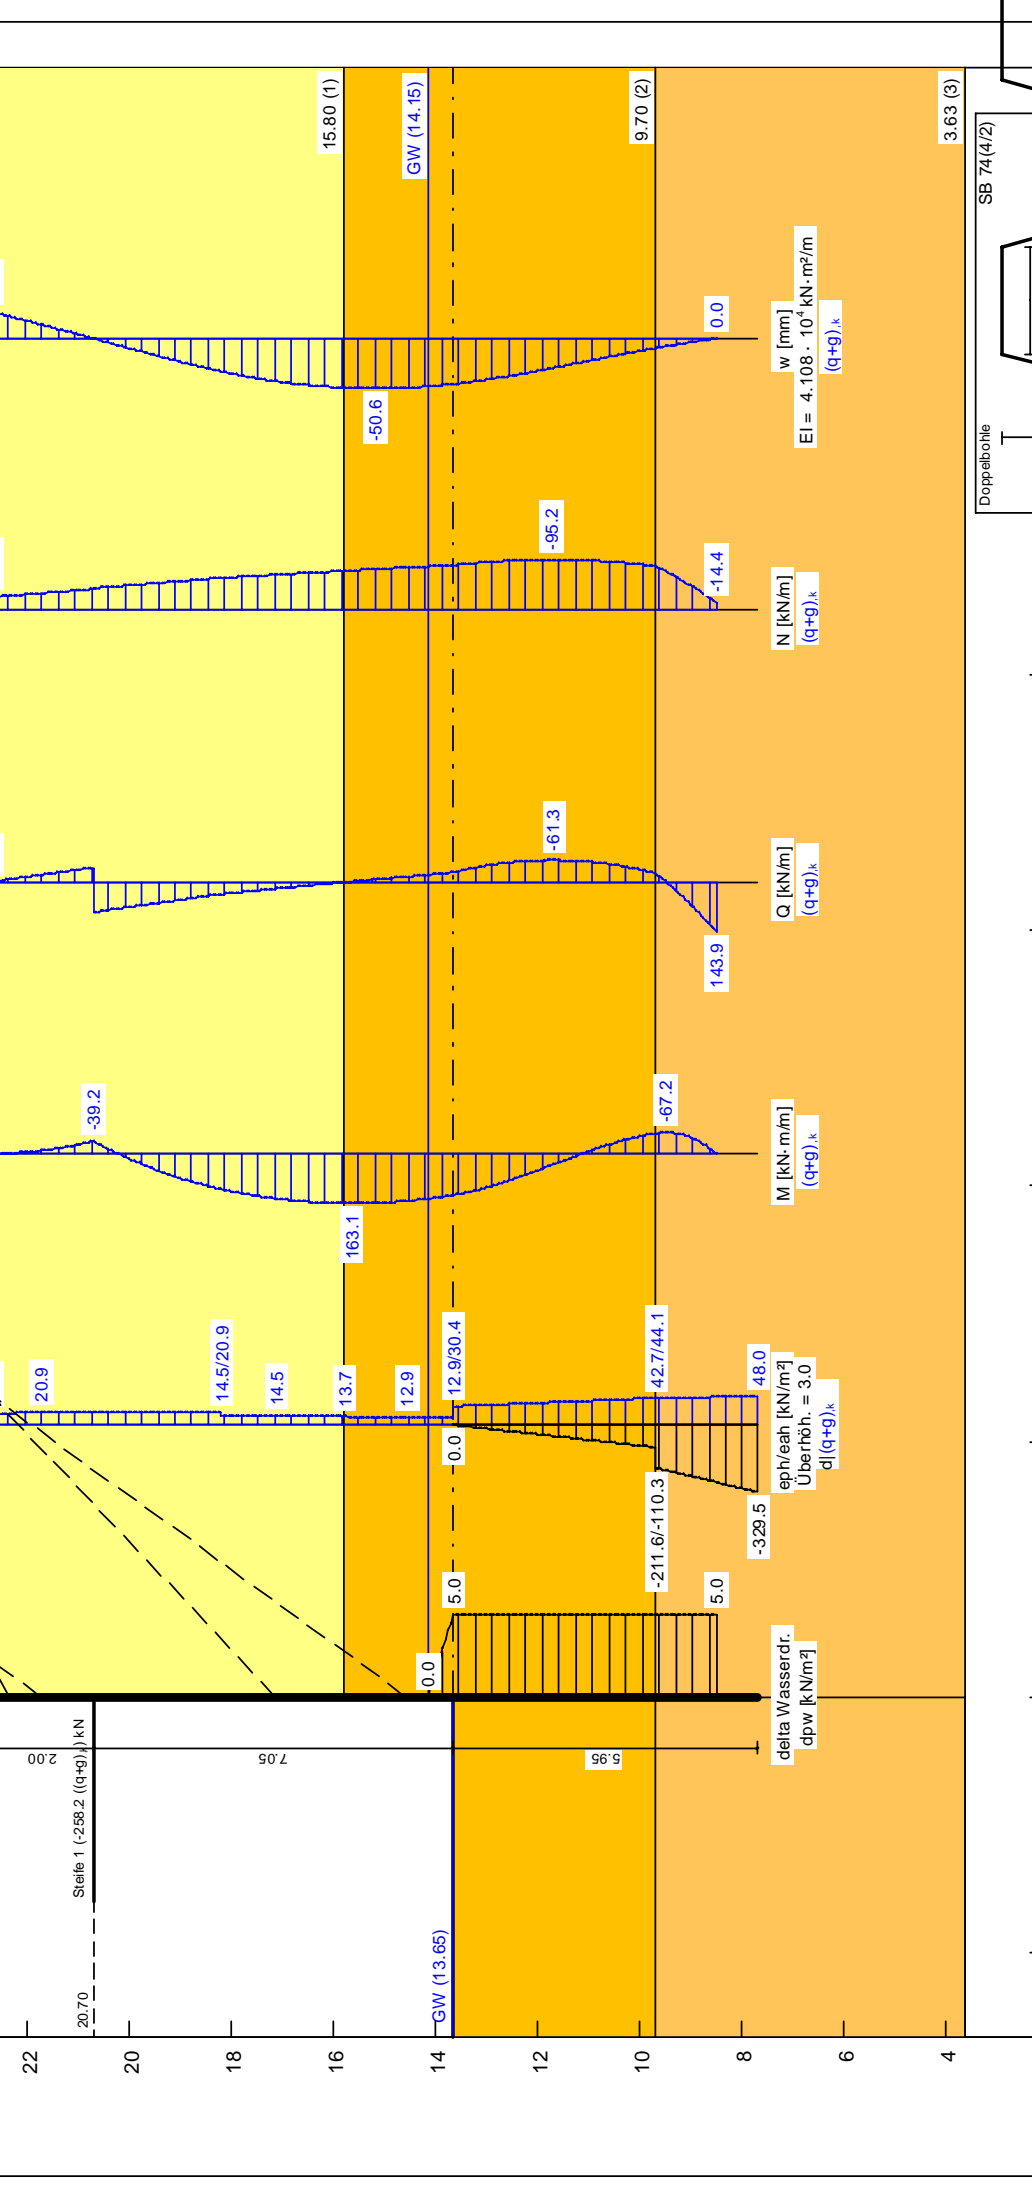 15.80 (1)
GW (14.15)
9.70 (2)
3.63 (3)
SB 74(4/2)
Doppelbohle
-50.6
0.0
w [mm]
EI = 4.108 · 10⁴ kN·m²/m
(q+g),k
-95.2
-14.4
N [kN/m]
(q+g),k
-61.3
143.9
Q [kN/m]
(q+g),k
-39.2
163.1
-67.2
M [kN·m/m]
(q+g),k
20.9
14.5/20.9
14.5
13.7
12.9
12.9/30.4
42.7/44.1
48.0
0.0
-211.6/-110.3
-329.5
eph/eah [kN/m²]
Überhöh. = 3.0
d|(q+g),k
0.0
5.0
5.0
delta Wasserdr.
dpw [kN/m²]
2.00
7.05
5.95
Steife 1 (-258.2 ((q+g),k) kN
20.70
GW (13.65)
22
20
18
16
14
12
10
8
6
4